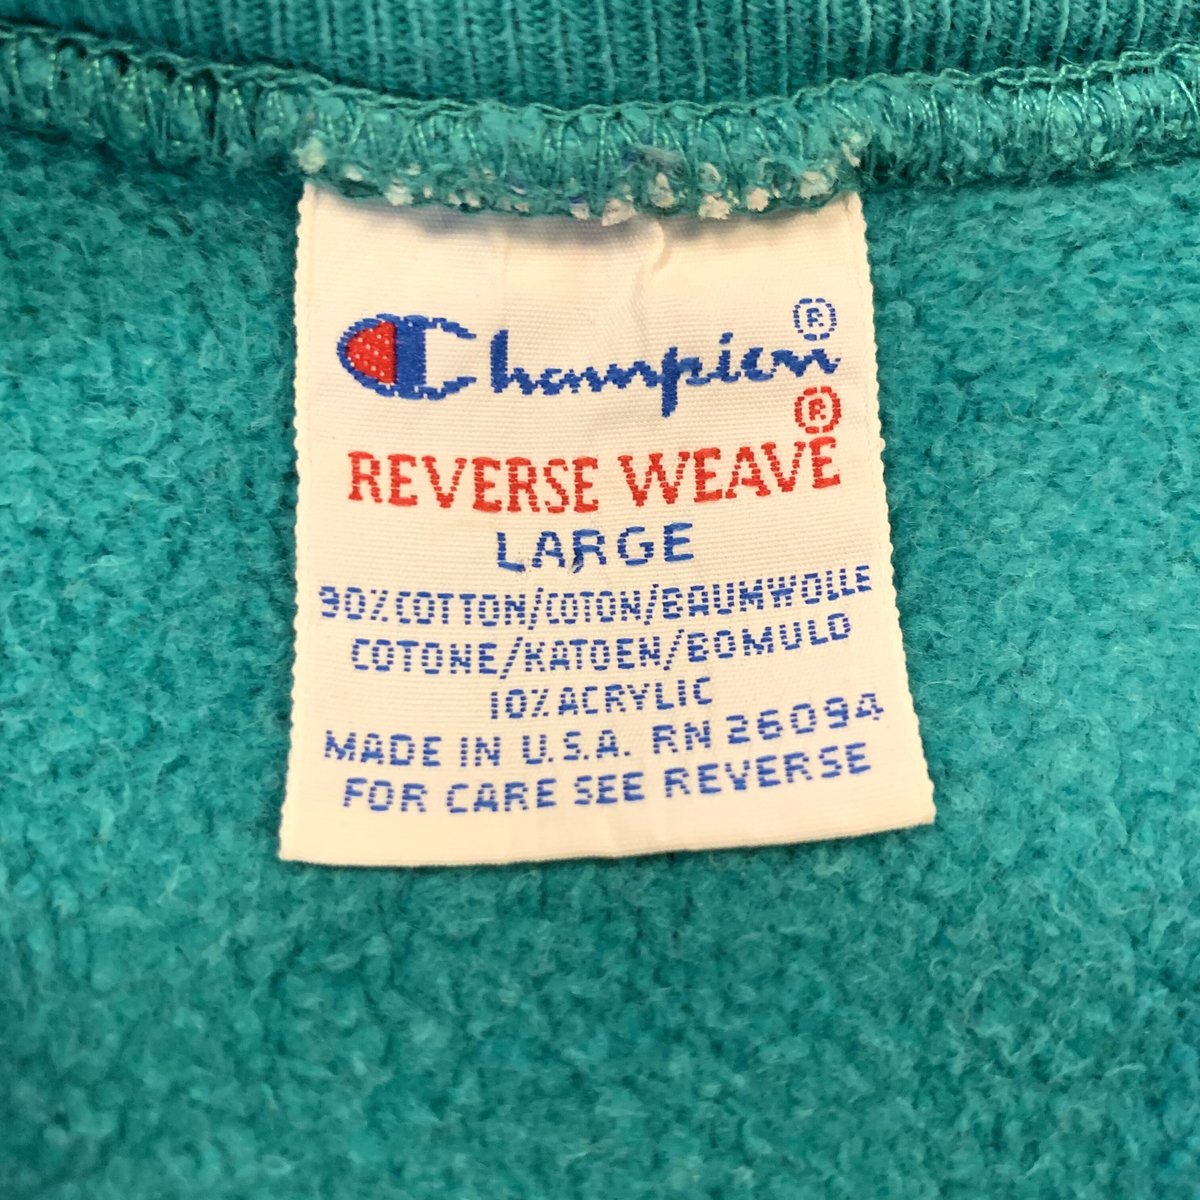 Champion ®
REVERSE WEAVE ®
LARGE
90% COTTON/COTON/BAUMWOLLE
COTONE/KATOEN/BOMULD
10% ACRYLIC
MADE IN U.S.A. RN 26094
FOR CARE SEE REVERSE